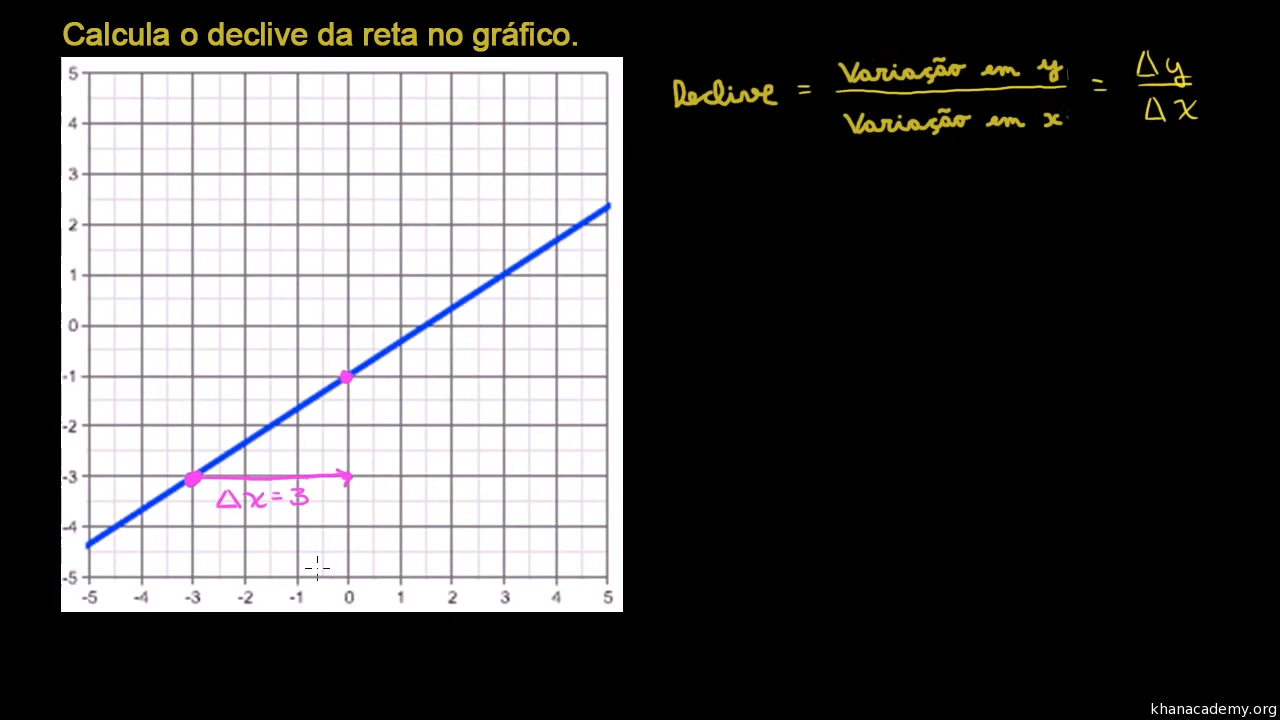 Calcula o declive da reta no gráfico.
Declive = Variação em y / Variação em x = Δy / Δx
5
4
3
2
1
0
-1
-2
-3
-4
-5
Δx=3
-5 -4 -3 -2 -1 0 1 2 3 4 5
khanacademy.org